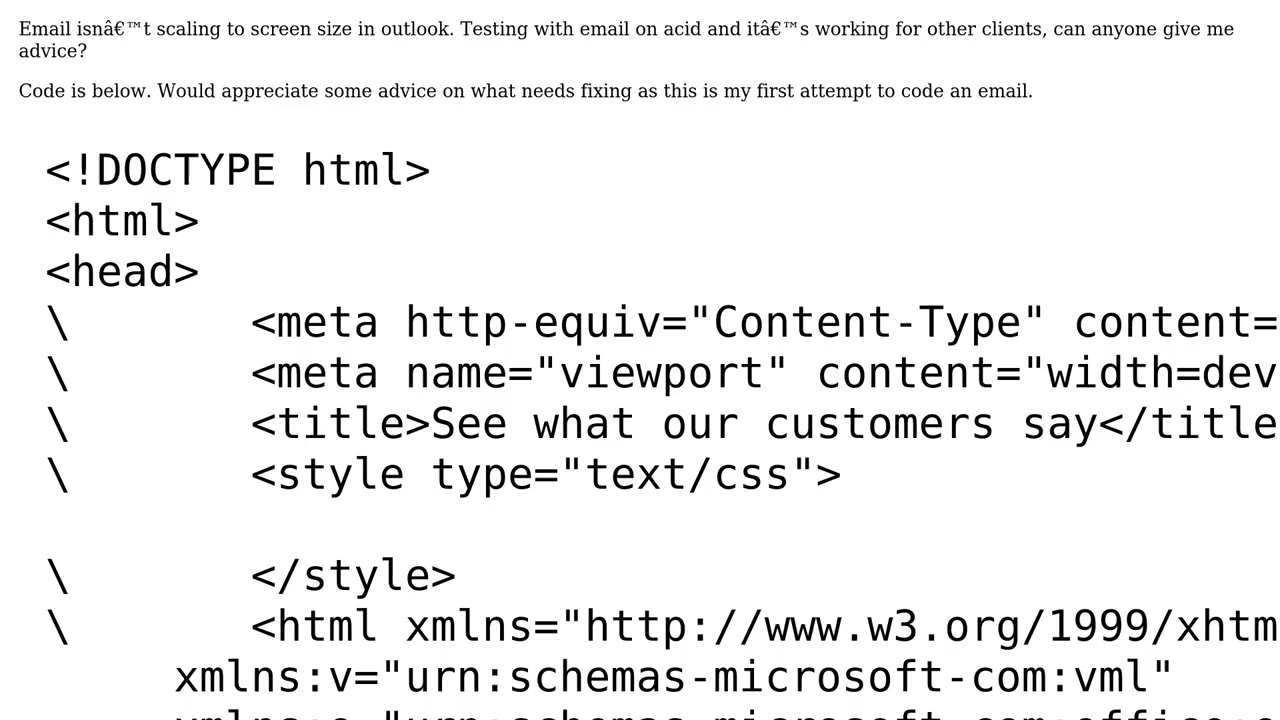 Email isnâ€™t scaling to screen size in outlook. Testing with email on acid and itâ€™s working for other clients, can anyone give me
advice?
Code is below. Would appreciate some advice on what needs fixing as this is my first attempt to code an email.
<!DOCTYPE html>
<html>
<head>
\ <meta http-equiv="Content-Type" content=
\ <meta name="viewport" content="width=dev
\ <title>See what our customers say</title
\ <style type="text/css">
\ </style>
\ <html xmlns="http://www.w3.org/1999/xhtm
xmlns:v="urn:schemas-microsoft-com:vml"